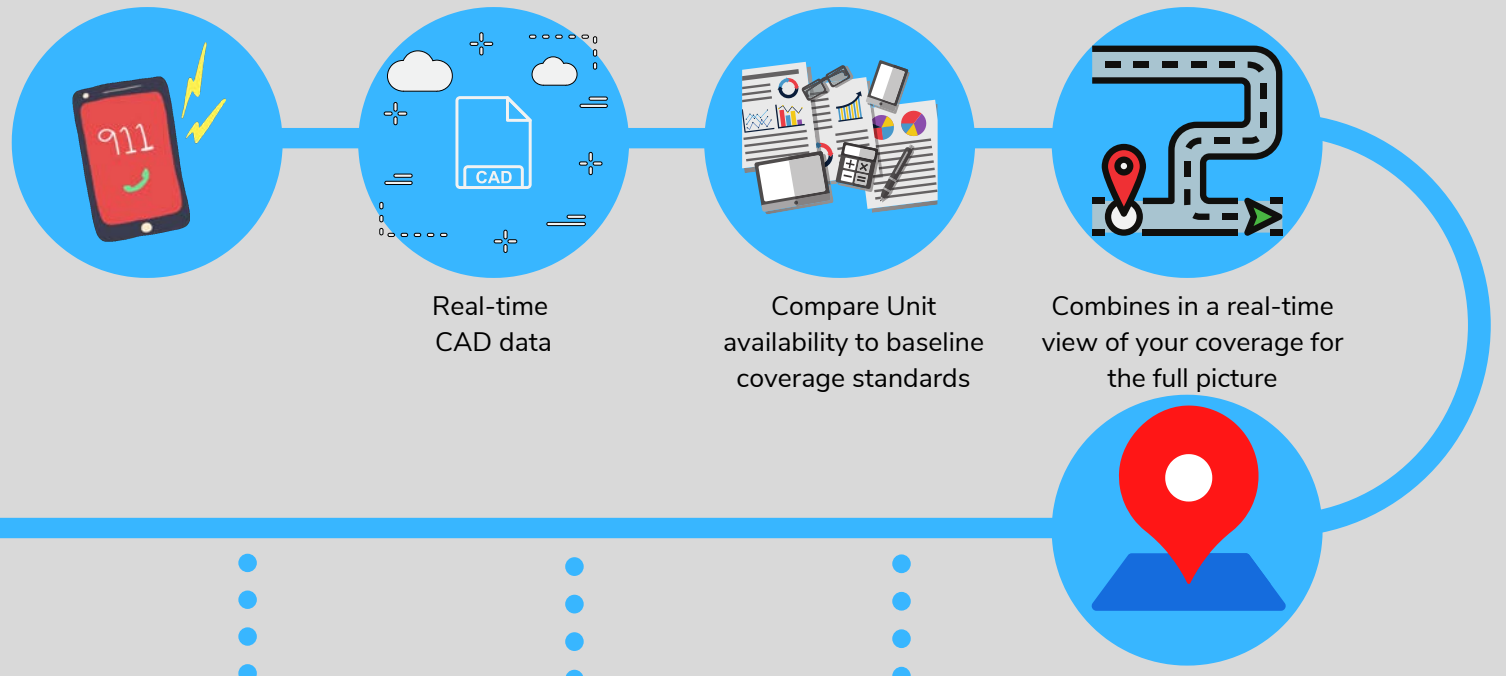 911
CAD
Real-time
CAD data
Compare Unit
availability to baseline
coverage standards
Combines in a real-time
view of your coverage for
the full picture